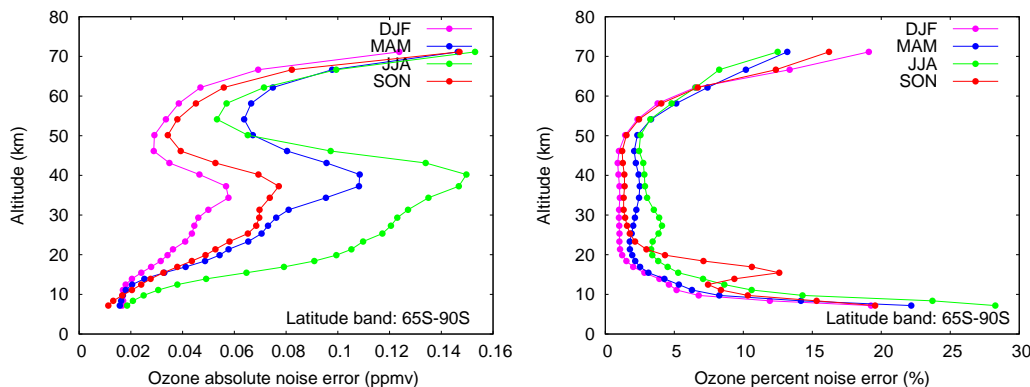 80
70
60
50
40
30
20
10
0
Altitude (km)
DJF
MAM
JJA
SON
Latitude band: 65S-90S
0 0.02 0.04 0.06 0.08 0.1 0.12 0.14 0.16
Ozone absolute noise error (ppmv)
80
70
60
50
40
30
20
10
0
Altitude (km)
DJF
MAM
JJA
SON
Latitude band: 65S-90S
0 5 10 15 20 25 30
Ozone percent noise error (%)